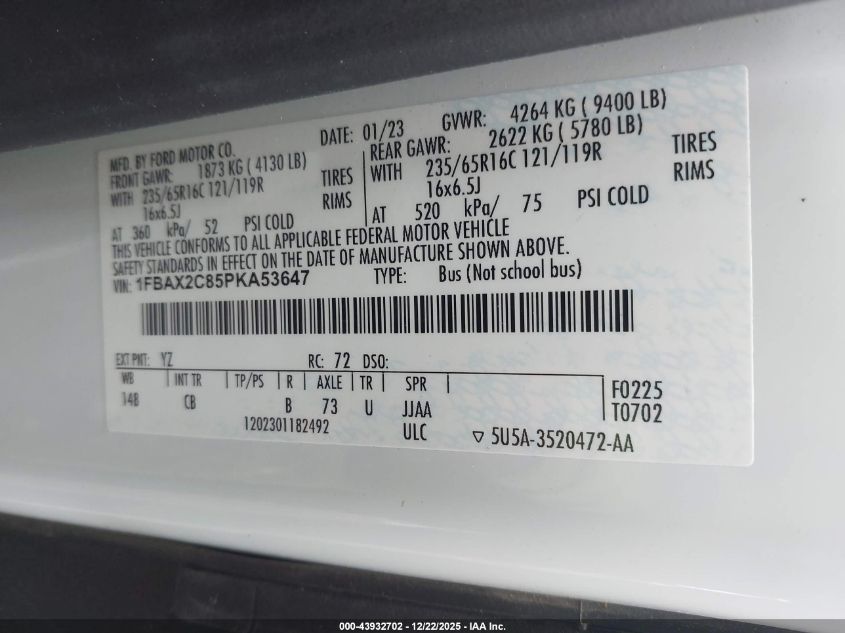 MFD. BY FORD MOTOR CO.
DATE: 01/23
GVWR: 4264 KG ( 9400 LB)
FRONT GAWR: 1873 KG ( 4130 LB)
WITH 235/65R16C 121/119R TIRES
16x6.5J RIMS
AT 360 kPa/ 52 PSI COLD
REAR GAWR: 2622 KG ( 5780 LB)
WITH 235/65R16C 121/119R TIRES
16x6.5J RIMS
AT 520 kPa/ 75 PSI COLD
THIS VEHICLE CONFORMS TO ALL APPLICABLE FEDERAL MOTOR VEHICLE
SAFETY STANDARDS IN EFFECT ON THE DATE OF MANUFACTURE SHOWN ABOVE.
VIN: 1FBAX2C85PKA53647 TYPE: Bus (Not school bus)
EXT PNT: YZ RC: 72 DSO:
WB INT TR TP/PS R AXLE TR SPR
148 CB B 73 U JJAA
F0225
T0702
1202301182492 ULC ▽ 5U5A-3520472-AA
000-43932702 - 12/22/2025 - IAA Inc.